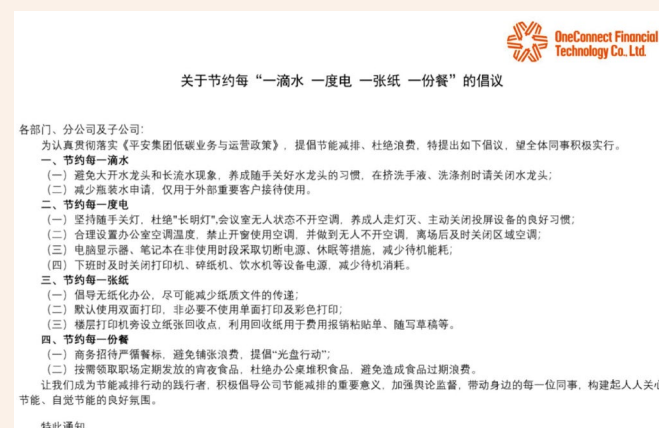 OneConnect Financial
Technology Co., Ltd.
关于节约每“一滴水 一度电 一张纸 一份餐”的倡议
各部门、分公司及子公司：
为认真贯彻落实《平安集团低碳业务与运营政策》，提倡节能减排、杜绝浪费，特提出如下倡议，望全体同事积极实行。
一、节约每一滴水
（一）避免大开水龙头和长流水现象，养成随手关好水龙头的习惯，在挤洗手液、洗涤剂时请关闭水龙头；
（二）减少瓶装水申请，仅用于外部重要客户接待使用。
二、节约每一度电
（一）坚持随手关灯，杜绝"长明灯",会议室无人状态不开空调，养成人走灯灭、主动关闭投屏设备的良好习惯；
（二）合理设置办公室空调温度，禁止开窗使用空调，并做到无人不开空调，离场后及时关闭区域空调；
（三）电脑显示器、笔记本在非使用时段采取切断电源、休眠等措施，减少待机能耗；
（四）下班时及时关闭打印机、碎纸机、饮水机等设备电源，减少待机消耗。
三、节约每一张纸
（一）倡导无纸化办公，尽可能减少纸质文件的传递；
（二）默认使用双面打印，非必要不使用单面打印及彩色打印；
（三）楼层打印机旁设立纸张回收点，利用回收纸用于费用报销粘贴单、随写草稿等。
四、节约每一份餐
（一）商务招待严循餐标，避免铺张浪费，提倡“光盘行动”；
（二）按需领取职场定期发放的宵夜食品，杜绝办公桌堆积食品，避免造成食品过期浪费。
让我们成为节能减排行动的践行者，积极倡导公司节能减排的重要意义，加强舆论监督，带动身边的每一位同事，构建起人人关心
节能、自觉节能的良好氛围。
特此通知